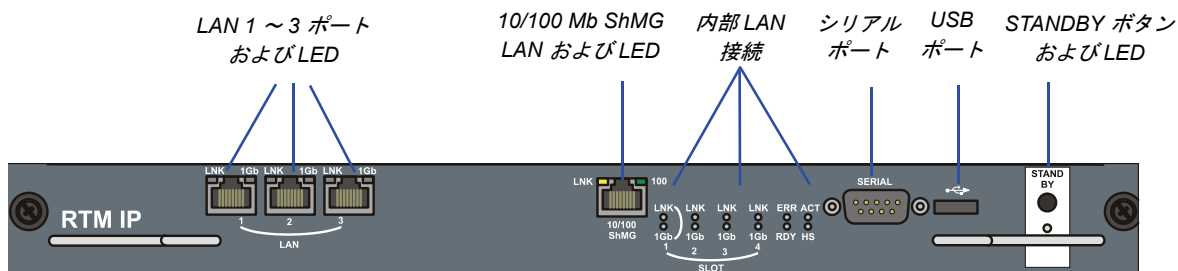 LAN 1 ~ 3 ポート
および LED
10/100 Mb ShMG
LAN および LED
内部 LAN
接続
シリアル
ポート
USB
ポート
STANDBY ボタン
および LED
LNK 1Gb LNK 1Gb LNK 1Gb
1 2 3
LAN
RTM IP
LNK 100
10/100
ShMG
LNK LNK LNK LNK ERR ACT
1Gb 1Gb 1Gb 1Gb RDY HS
1 2 3 4
SLOT
SERIAL
STAND
BY